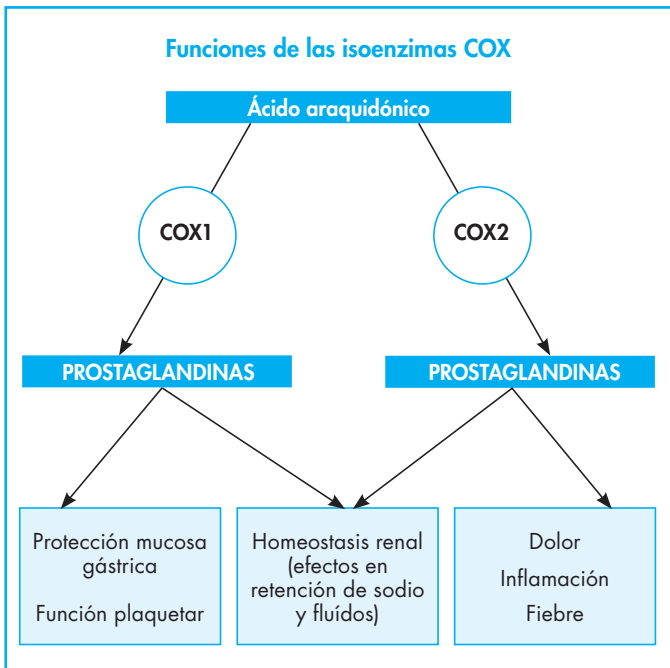 Funciones de las isoenzimas COX
Ácido araquidónico
COX1
COX2
PROSTAGLANDINAS
PROSTAGLANDINAS
Protección mucosa
gástrica
Función plaquetar
Homeostasis renal
(efectos en
retención de sodio
y fluídos)
Dolor
Inflamación
Fiebre